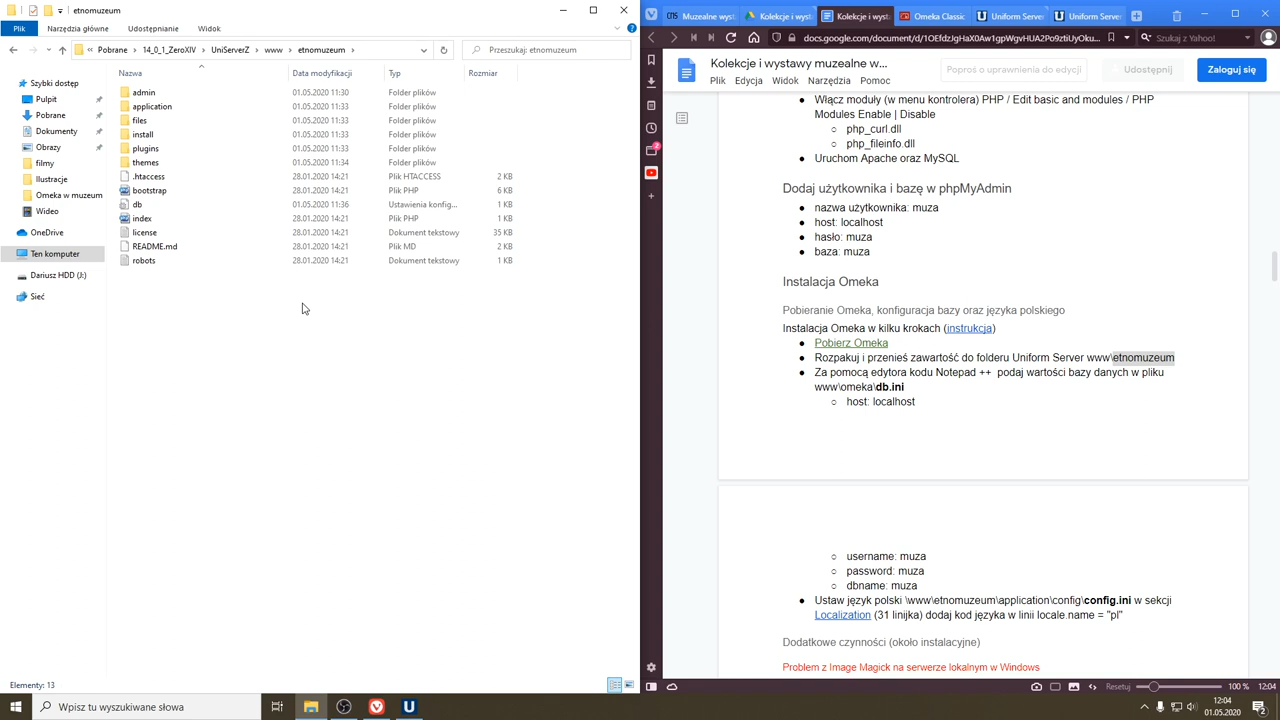 etnomuzeum
Plik
Narzędzia główne
Udostępnianie
Widok
Pobrane
14_0_1_ZeroXIV
UniServerZ
www
etnomuzeum
Przeszukaj: etnomuzeum
Nazwa
Data modyfikacji
Typ
Rozmiar
Szybki dostęp
Pulpit
Pobrane
Dokumenty
Obrazy
filmy
Ilustracje
Omeka w muzeum
Wideo
OneDrive
Ten komputer
Dariusz HDD (J:)
Sieć
admin 01.05.2020 11:30 Folder plików
application 01.05.2020 11:33 Folder plików
files 01.05.2020 11:33 Folder plików
install 01.05.2020 11:33 Folder plików
plugins 01.05.2020 11:33 Folder plików
themes 01.05.2020 11:34 Folder plików
.htaccess 28.01.2020 14:21 Plik HTACCESS 2 KB
bootstrap 28.01.2020 14:21 Plik PHP 6 KB
db 01.05.2020 11:36 Ustawienia konfig... 1 KB
index 28.01.2020 14:21 Plik PHP 1 KB
license 28.01.2020 14:21 Dokument tekstowy 35 KB
README.md 28.01.2020 14:21 Plik MD 2 KB
robots 28.01.2020 14:21 Dokument tekstowy 1 KB
Elementy: 13
Muzealne wy
Kolekcje i wy
Kolekcje i wyst
Omeka Classic
Uniform Server
Uniform Server
docs.google.com/document/d/1OEfdzJgHaX0Aw1gpWgvHUA2Po9ztiUyOku...
Szukaj z Yahoo!
Kolekcje i wystawy muzealne w...
Plik Edycja Widok Narzędzia Pomoc
Poproś o uprawnienia do edycji
Udostępnij
Zaloguj się
● Włącz moduły (w menu kontrolera) PHP / Edit basic and modules / PHP
Modules Enable | Disable
○ php_curl.dll
○ php_fileinfo.dll
● Uruchom Apache oraz MySQL
Dodaj użytkownika i bazę w phpMyAdmin
● nazwa użytkownika: muza
● host: localhost
● hasło: muza
● baza: muza
Instalacja Omeka
Pobieranie Omeka, konfiguracja bazy oraz języka polskiego
Instalacja Omeka w kilku krokach (instrukcja)
● Pobierz Omeka
● Rozpakuj i przenieś zawartość do folderu Uniform Server www\etnomuzeum
● Za pomocą edytora kodu Notepad ++ podaj wartości bazy danych w pliku
www\omeka\db.ini
○ host: localhost
○ username: muza
○ password: muza
○ dbname: muza
● Ustaw język polski \www\etnomuzeum\application\config\config.ini w sekcji
Localization (31 linijka) dodaj kod języka w linii locale.name = "pl"
Dodatkowe czynności (około instalacyjne)
Problem z Image Magick na serwerze lokalnym w Windows
Resetuj
100 %
12:04
Wpisz tu wyszukiwane słowa
12:04
01.05.2020
2